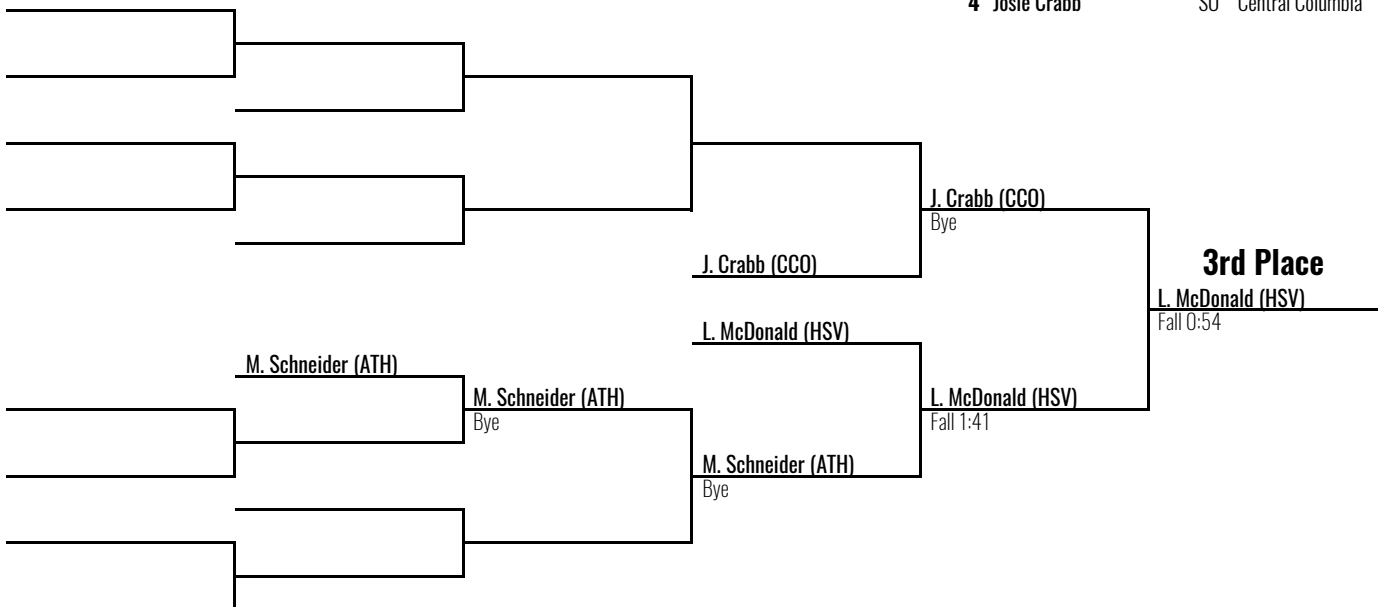 4 Josie Crabb SO Central Columbia
J. Crabb (CCO)
Bye
3rd Place
J. Crabb (CCO)
L. McDonald (HSV)
Fall 0:54
L. McDonald (HSV)
M. Schneider (ATH)
M. Schneider (ATH)
Bye
L. McDonald (HSV)
Fall 1:41
M. Schneider (ATH)
Bye